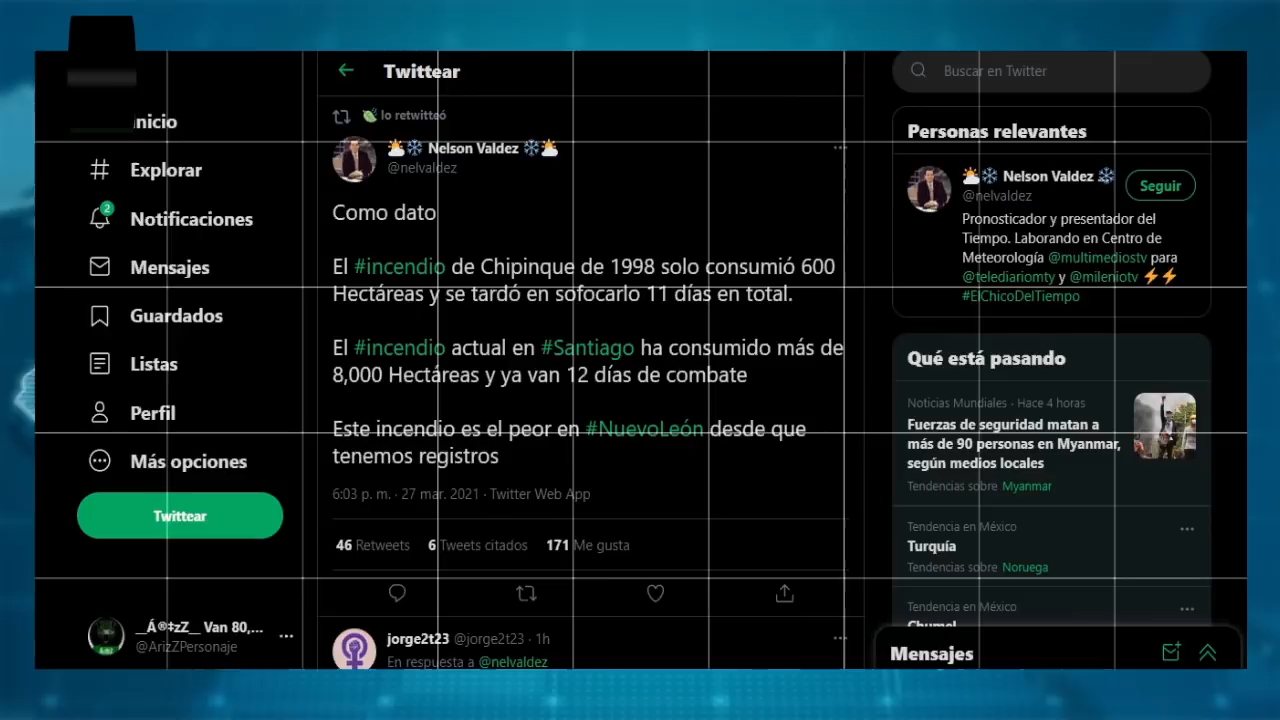 Inicio
Explorar
2
Notificaciones
Mensajes
Guardados
Listas
Perfil
Más opciones
Twittear
__Á®‡zZ__ Van 80,... ...
@ArizZPersonaje
Twittear
lo retwitteó
Nelson Valdez
@nelvaldez
Como dato
El #incendio de Chipinque de 1998 solo consumió 600
Hectáreas y se tardó en sofocarlo 11 días en total.
El #incendio actual en #Santiago ha consumido más de
8,000 Hectáreas y ya van 12 días de combate
Este incendio es el peor en #NuevoLeón desde que
tenemos registros
6:03 p. m. · 27 mar. 2021 · Twitter Web App
46 Retweets 6 Tweets citados 171 Me gusta
jorge2t23 @jorge2t23 · 1h
En respuesta a @nelvaldez
Buscar en Twitter
Personas relevantes
Nelson Valdez
@nelvaldez
Seguir
Pronosticador y presentador del
Tiempo. Laborando en Centro de
Meteorología @multimediostv para
@telediariomty y @mileniotv ⚡⚡
#ElChicoDelTiempo
Qué está pasando
Noticias Mundiales · Hace 4 horas
Fuerzas de seguridad matan a
más de 90 personas en Myanmar,
según medios locales
Tendencias sobre Myanmar
Tendencia en México
Turquía
Tendencias sobre Noruega
Tendencia en México
Chumel
Mensajes